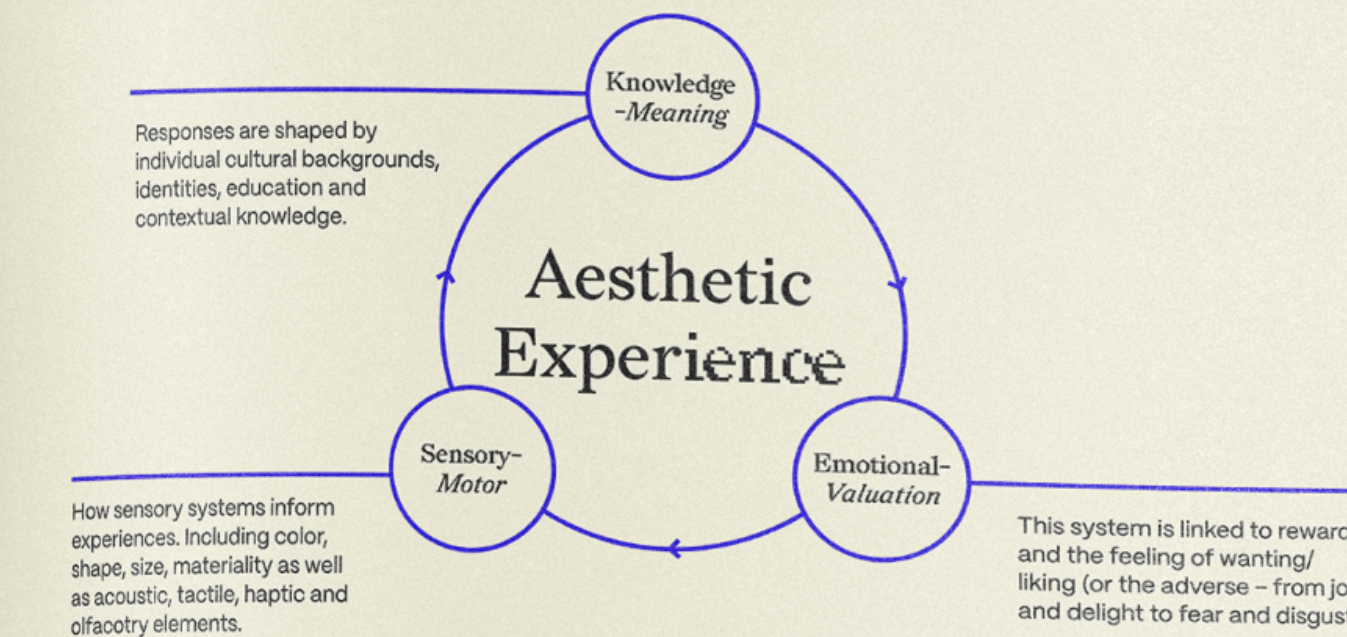 Knowledge
-Meaning
Responses are shaped by
individual cultural backgrounds,
identities, education and
contextual knowledge.
Aesthetic
Experience
Sensory-
Motor
How sensory systems inform
experiences. Including color,
shape, size, materiality as well
as acoustic, tactile, haptic and
olfacotry elements.
Emotional-
Valuation
This system is linked to reward
and the feeling of wanting/
liking (or the adverse – from jo
and delight to fear and disgus